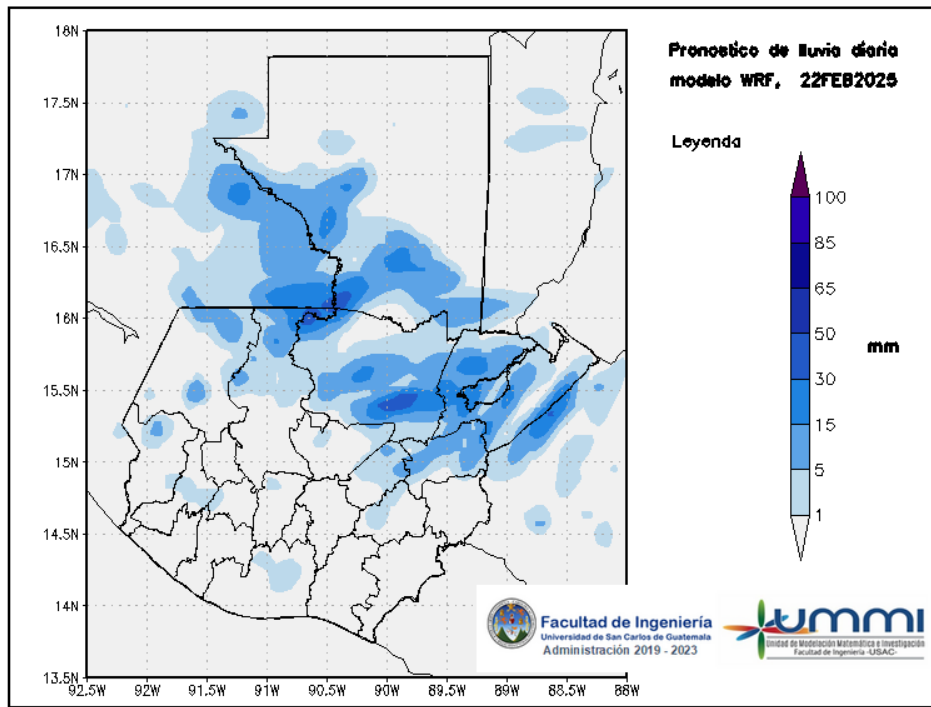 Pronostico de lluvia diaria
modelo WRF, 22FEB2025
Leyenda
100
85
65
50
30
15
5
1
mm
18N
17.5N
17N
16.5N
16N
15.5N
15N
14.5N
14N
13.5N
92.5W
92W
91.5W
91W
90.5W
90W
89.5W
89W
88.5W
88W
Facultad de Ingeniería
Universidad de San Carlos de Guatemala
Administración 2019 - 2023
UMMI
Unidad de Modelación Matemática e Investigación
Facultad de Ingeniería -USAC-